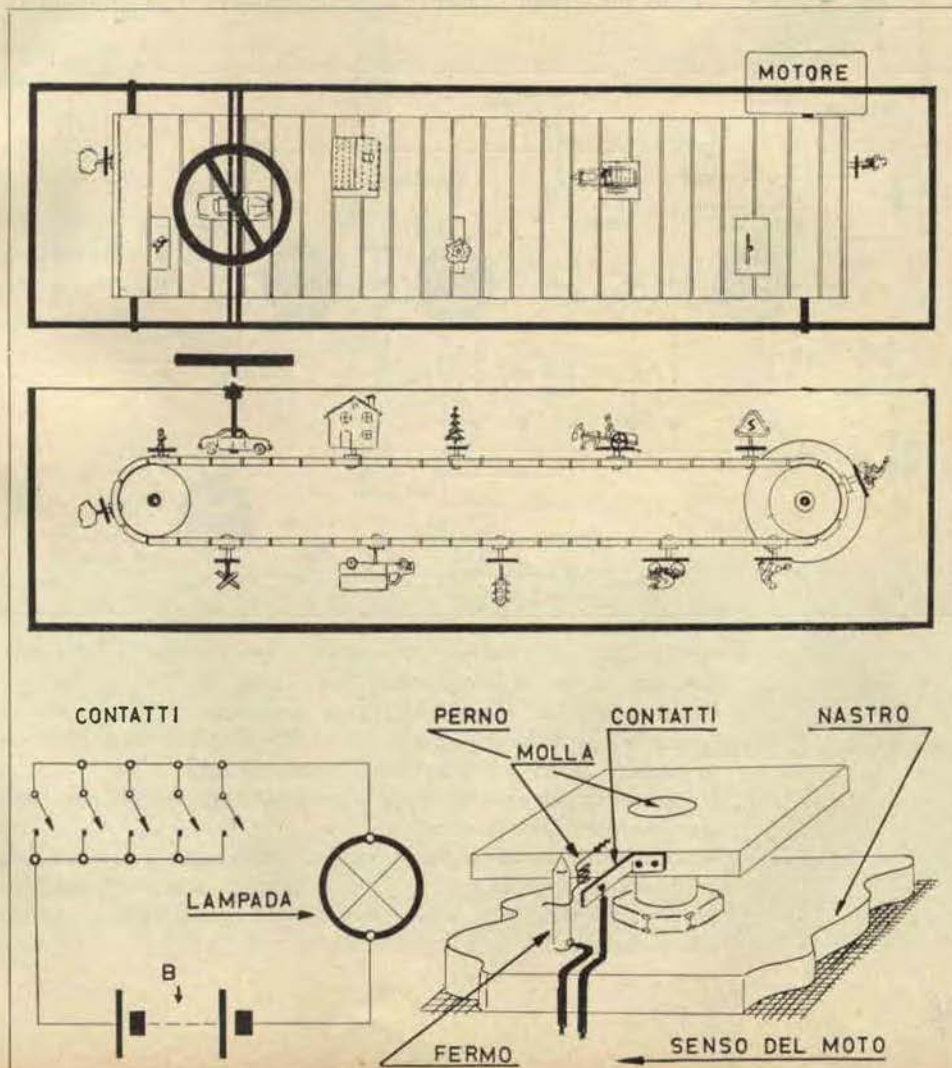 MOTORE
S
CONTATTI
LAMPADA
B
PERNO
CONTATTI
NASTRO
MOLLA
FERMO
SENSO DEL MOTO